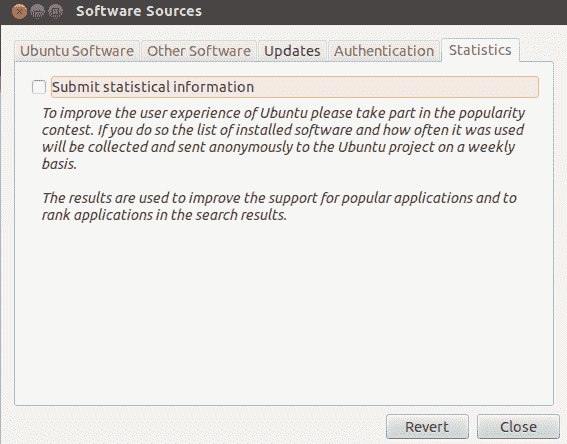 Software Sources
Ubuntu Software Other Software Updates Authentication Statistics
Submit statistical information
To improve the user experience of Ubuntu please take part in the popularity
contest. If you do so the list of installed software and how often it was used
will be collected and sent anonymously to the Ubuntu project on a weekly
basis.
The results are used to improve the support for popular applications and to
rank applications in the search results.
Revert Close